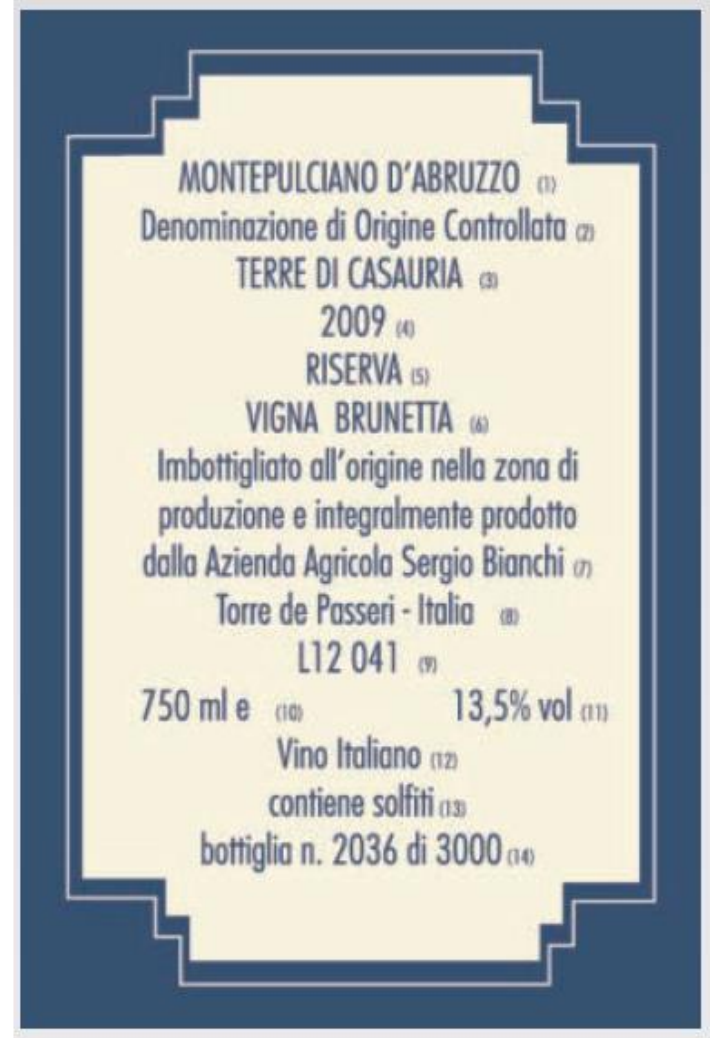 MONTEPULCIANO D'ABRUZZO (1)
Denominazione di Origine Controllata (2)
TERRE DI CASAURIA (3)
2009 (4)
RISERVA (5)
VIGNA BRUNETTA (6)
Imbottigliato all'origine nella zona di
produzione e integralmente prodotto
dalla Azienda Agricola Sergio Bianchi (7)
Torre de Passeri - Italia (8)
L12 041 (9)
750 ml e (10) 13,5% vol (11)
Vino Italiano (12)
contiene solfiti (13)
bottiglia n. 2036 di 3000 (14)